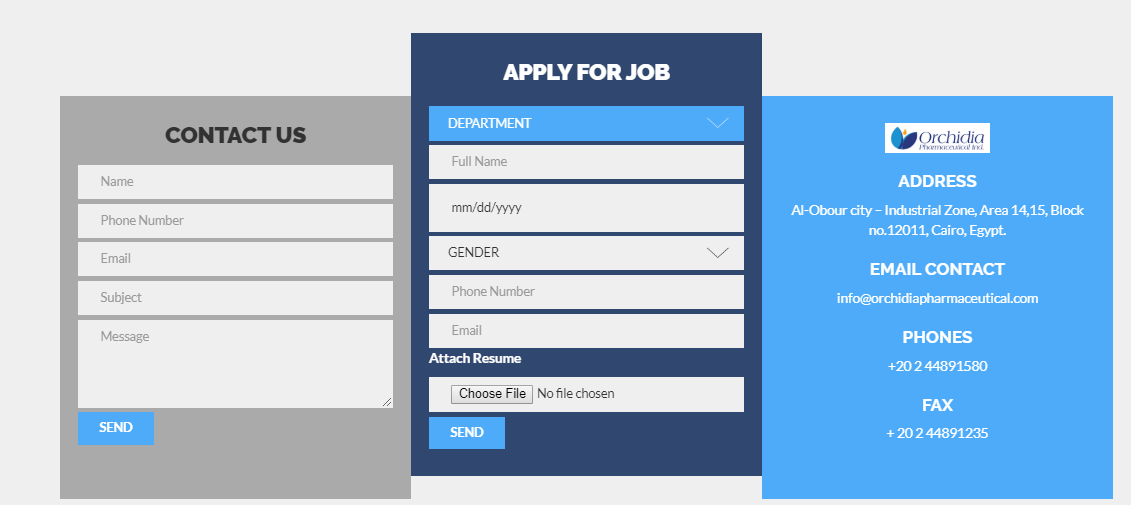 CONTACT US
Name
Phone Number
Email
Subject
Message
SEND
APPLY FOR JOB
DEPARTMENT
Full Name
mm/dd/yyyy
GENDER
Phone Number
Email
Attach Resume
Choose File No file chosen
SEND
Orchidia
Pharmaceutical Ind.
ADDRESS
Al-Obour city – Industrial Zone, Area 14,15, Block
no.12011, Cairo, Egypt.
EMAIL CONTACT
info@orchidiapharmaceutical.com
PHONES
+20 2 44891580
FAX
+ 20 2 44891235